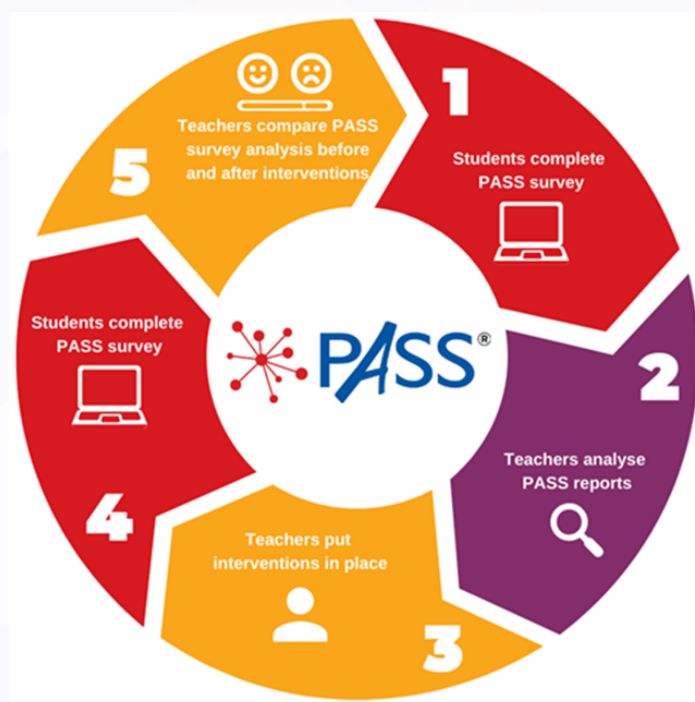 1
Students complete
PASS survey
2
Teachers analyse
PASS reports
3
Teachers put
interventions in place
4
Students complete
PASS survey
5
Teachers compare PASS
survey analysis before
and after interventions
PASS®